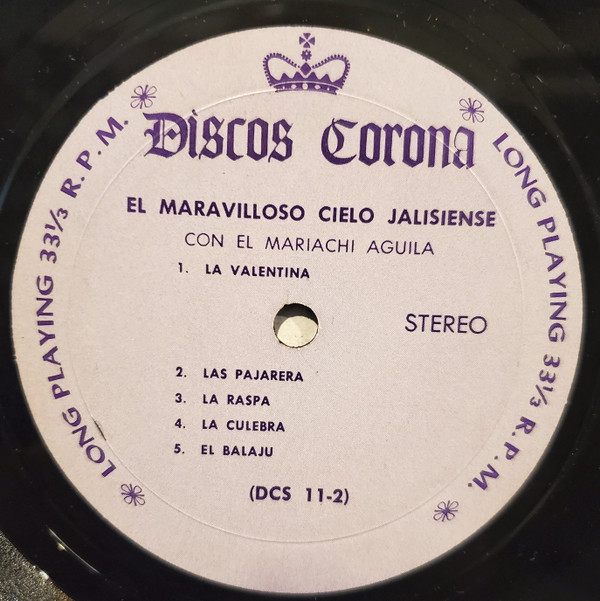 Discos Corona
EL MARAVILLOSO CIELO JALISIENSE
CON EL MARIACHI AGUILA
1. LA VALENTINA
STEREO
2. LAS PAJARERA
3. LA RASPA
4. LA CULEBRA
5. EL BALAJU
(DCS 11-2)
LONG PLAYING 33⅓ R.P.M.
LONG PLAYING 33⅓ R.P.M.